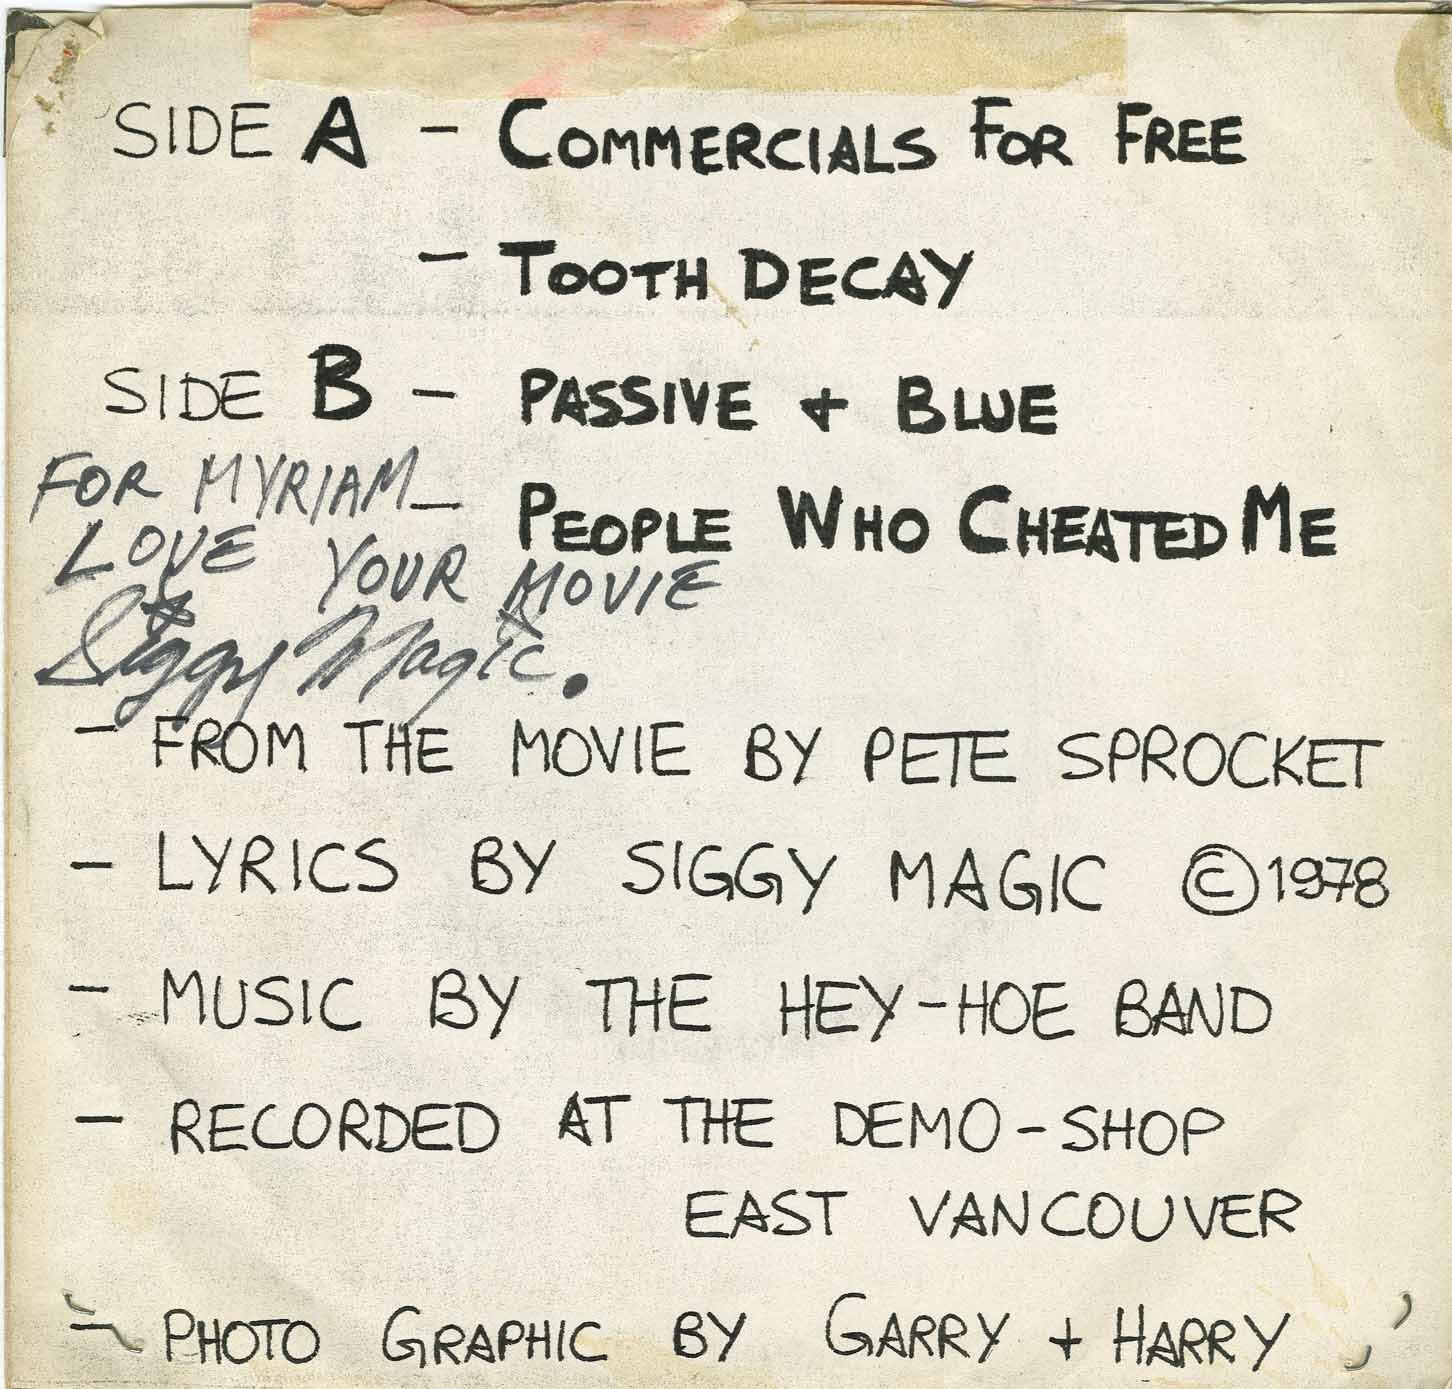 SIDE A - COMMERCIALS FOR FREE
- TOOTH DECAY
SIDE B - PASSIVE + BLUE
PEOPLE WHO CHEATED ME
FOR MYRIAM_
LOVE YOUR MOVIE
Siggy Magic.
- FROM THE MOVIE BY PETE SPROCKET
- LYRICS BY SIGGY MAGIC © 1978
- MUSIC BY THE HEY-HOE BAND
- RECORDED AT THE DEMO-SHOP
EAST VANCOUVER
- PHOTO GRAPHIC BY GARRY + HARRY